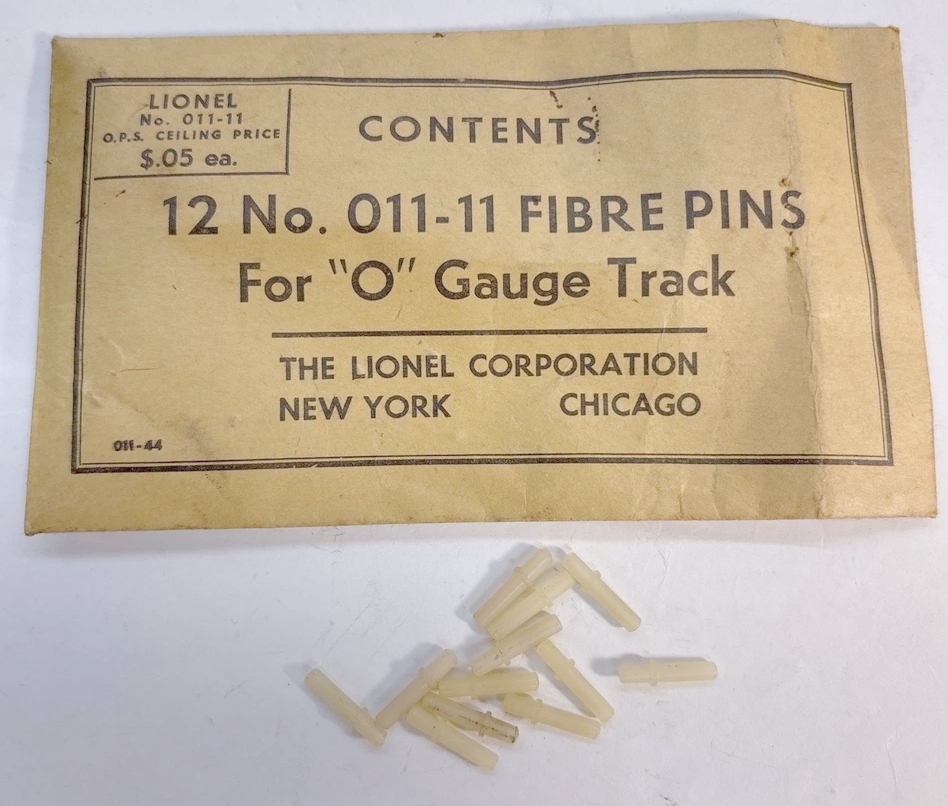 LIONEL
No. 011-11
O.P.S. CEILING PRICE
$.05 ea.
CONTENTS
12 No. 011-11 FIBRE PINS
For "O" Gauge Track
THE LIONEL CORPORATION
NEW YORK CHICAGO
011-44